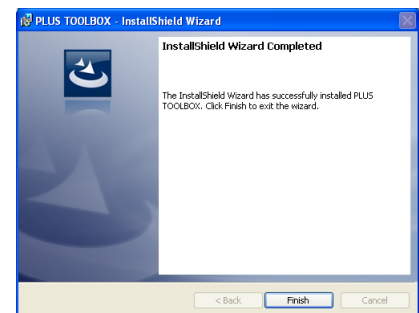 PLUS TOOLBOX - InstallShield Wizard
InstallShield Wizard Completed
The InstallShield Wizard has successfully installed PLUS
TOOLBOX. Click Finish to exit the wizard.
< Back
Finish
Cancel